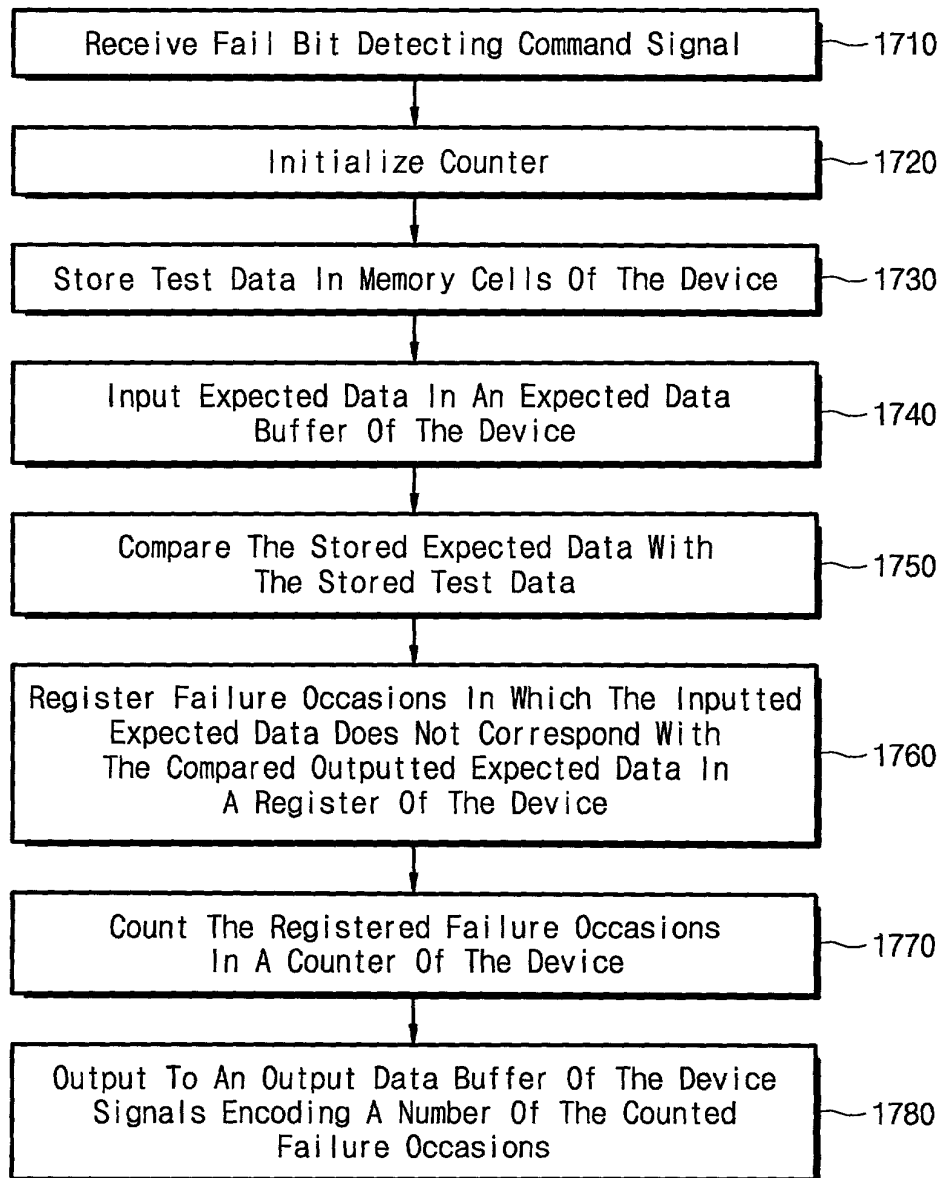 Receive Fail Bit Detecting Command Signal 1710
Initialize Counter 1720
Store Test Data In Memory Cells Of The Device 1730
Input Expected Data In An Expected Data
Buffer Of The Device
1740
Compare The Stored Expected Data With
The Stored Test Data
1750
Register Failure Occasions In Which The Inputted
Expected Data Does Not Correspond With
The Compared Outputted Expected Data In
A Register Of The Device
1760
Count The Registered Failure Occasions
In A Counter Of The Device
1770
Output To An Output Data Buffer Of The Device
Signals Encoding A Number Of The Counted
Failure Occasions
1780